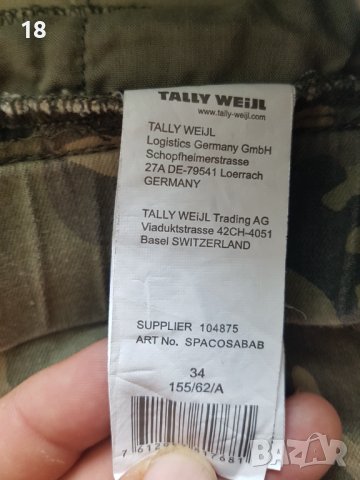 18
TALLY WEiJL
www.tally-weijl.com
TALLY WEiJL
Logistics Germany GmbH
Schopfheimerstrasse
27A DE-79541 Loerrach
GERMANY
TALLY WEiJL Trading AG
Viaduktstrasse 42CH-4051
Basel SWITZERLAND
SUPPLIER 104875
ART No. SPACOSABAB
34
155/62/A
BAZAR